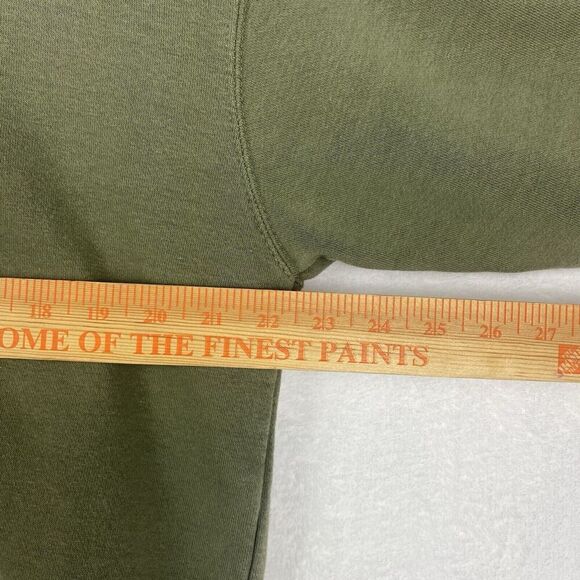 18 19 20 21 22 23 24 25 26 27
OME OF THE FINEST PAINTS